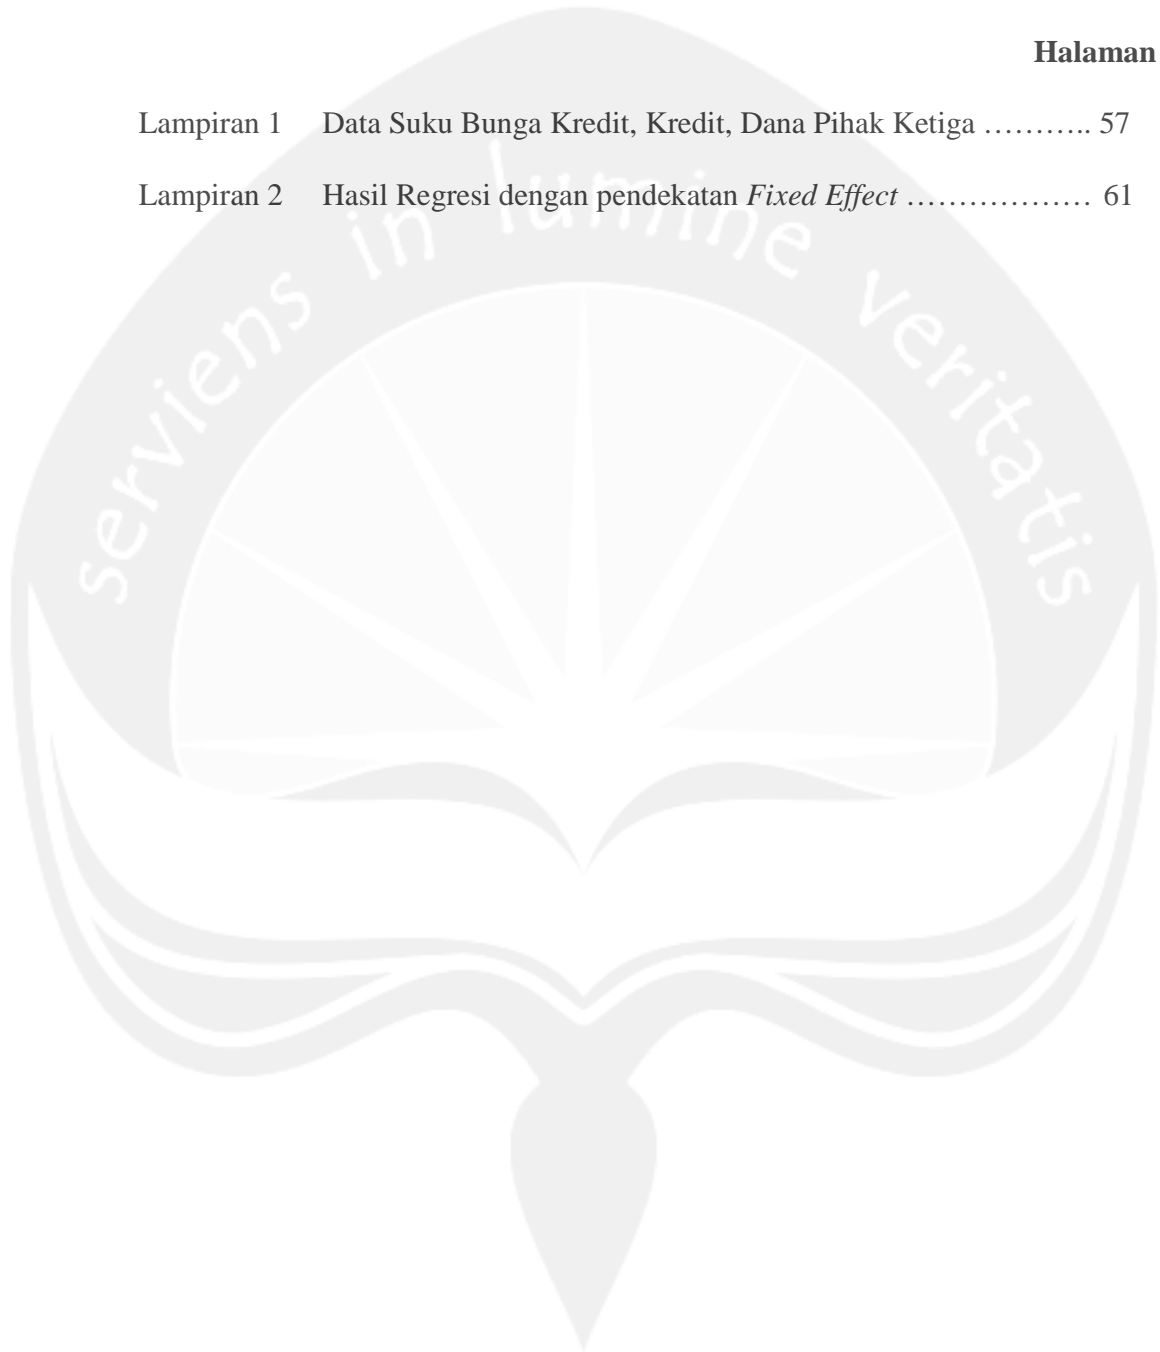 Halaman
Lampiran 1 Data Suku Bunga Kredit, Kredit, Dana Pihak Ketiga ……….. 57
Lampiran 2 Hasil Regresi dengan pendekatan Fixed Effect ……………… 61
serviens in lumine veritatis